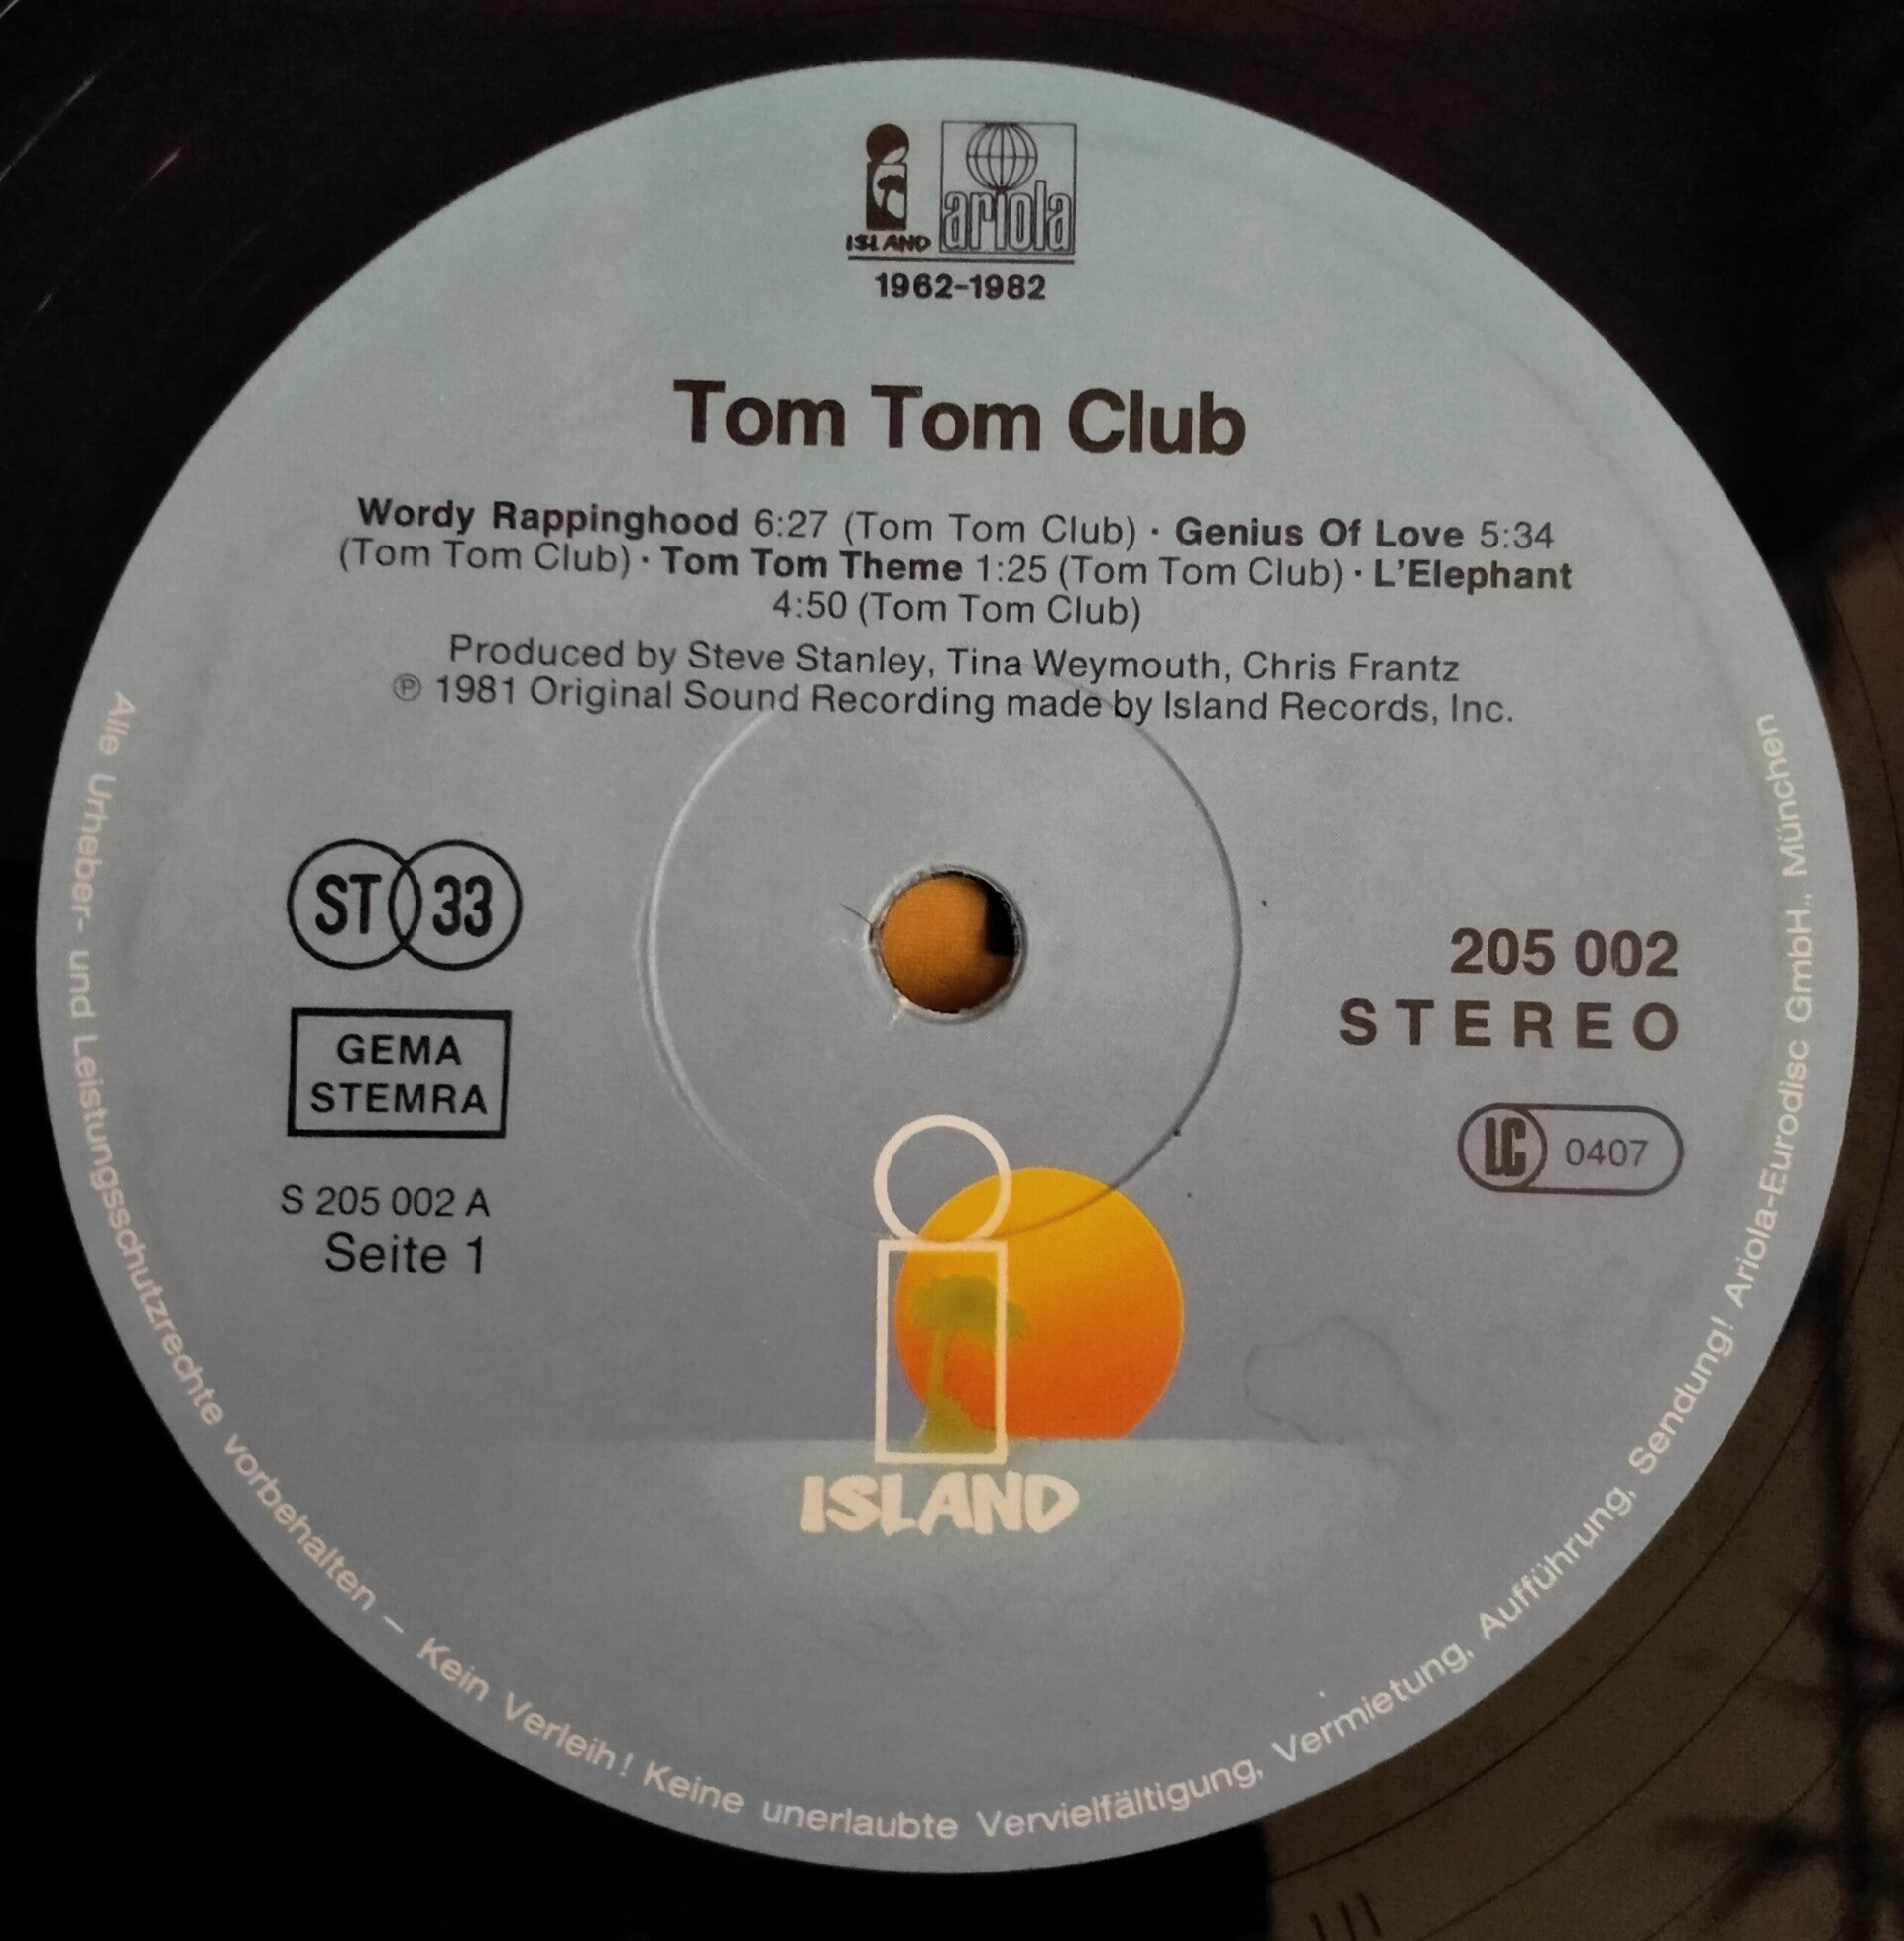 ISLAND ariola
1962-1982
Tom Tom Club
Wordy Rappinghood 6:27 (Tom Tom Club) · Genius Of Love 5:34
(Tom Tom Club) · Tom Tom Theme 1:25 (Tom Tom Club) · L'Elephant
4:50 (Tom Tom Club)
Produced by Steve Stanley, Tina Weymouth, Chris Frantz
℗ 1981 Original Sound Recording made by Island Records, Inc.
ST 33
GEMA
STEMRA
S 205 002 A
Seite 1
205 002
STEREO
LC 0407
ISLAND
Alle Urheber- und Leistungsschutzrechte vorbehalten – Kein Verleih! Keine unerlaubte Vervielfältigung, Vermietung, Aufführung, Sendung! Ariola-Eurodisc GmbH., München